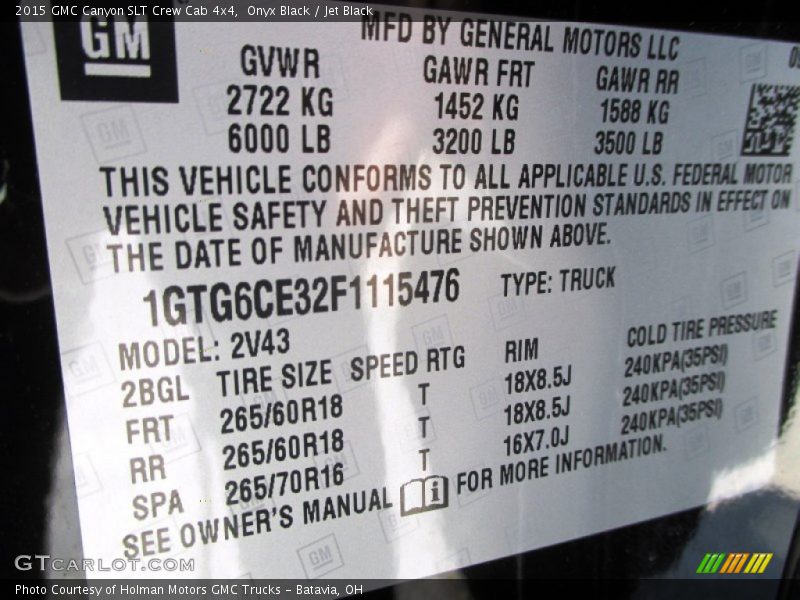 2015 GMC Canyon SLT Crew Cab 4x4, Onyx Black / Jet Black
GM
MFD BY GENERAL MOTORS LLC
GVWR GAWR FRT GAWR RR
2722 KG 1452 KG 1588 KG
6000 LB 3200 LB 3500 LB
THIS VEHICLE CONFORMS TO ALL APPLICABLE U.S. FEDERAL MOTOR
VEHICLE SAFETY AND THEFT PREVENTION STANDARDS IN EFFECT ON
THE DATE OF MANUFACTURE SHOWN ABOVE.
1GTG6CE32F1115476 TYPE: TRUCK
MODEL: 2V43
2BGL TIRE SIZE SPEED RTG RIM COLD TIRE PRESSURE
FRT 265/60R18 T 18X8.5J 240KPA(35PSI)
RR 265/60R18 T 18X8.5J 240KPA(35PSI)
SPA 265/70R16 T 16X7.0J 240KPA(35PSI)
SEE OWNER'S MANUAL FOR MORE INFORMATION.
GTCARLOT.COM
Photo Courtesy of Holman Motors GMC Trucks - Batavia, OH